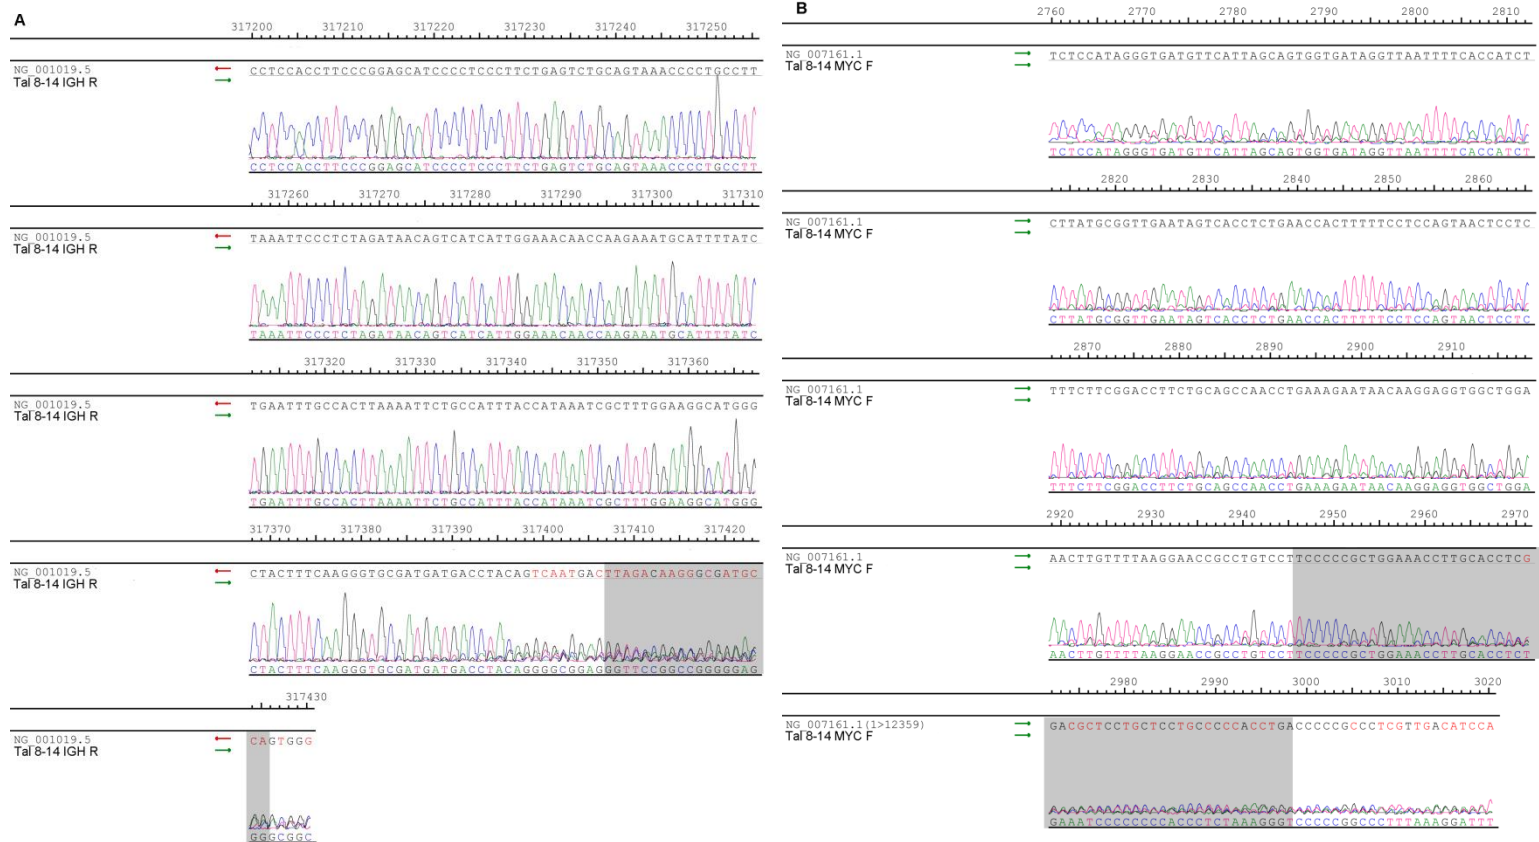 A
317200 317210 317220 317230 317240 317250
NG_001019.5 CCTCCACCTTCCCGGAGCATCCCCTCCCTTCTGAGTCTGCAGTAAACCCCTGCCTT
Tal 8-14 IGH R
CCTCCACCTTCCCGGAGCATCCCCTCCCTTCTGAGTCTGCAGTAAACCCCTGCCTT
317260 317270 317280 317290 317300 317310
NG_001019.5 TAAATTCCCTCTAGATAACAGTCATCATTGGAAACAACCAAGAAATGCATTTTATC
Tal 8-14 IGH R
TAAATTCCCTCTAGATAACAGTCATCATTGGAAACAACCAAGAAATGCATTTTATC
317320 317330 317340 317350 317360
NG_001019.5 TGAATTTGCCACTTAAAATTCTGCCATTTACCATAAATCGCTTTGGAAGGCATGGG
Tal 8-14 IGH R
TGAATTTGCCACTTAAAATTCTGCCATTTACCATAAATCGCTTTGGAAGGCATGGG
317370 317380 317390 317400 317410 317420
NG_001019.5 CTACTTTCAAGGGTGCGATGATGACCTACAGTCAATGACTTAGACAAGGGCGATGC
Tal 8-14 IGH R
CTACTTTCAAGGGTGCGATGATGACCTACAGGGGCGGAGGGTTCCGGCCGGGGGAG
317430
NG_001019.5 CAGTGGG
Tal 8-14 IGH R
GGGCGGC
B
2760 2770 2780 2790 2800 2810
NG_007161.1 TCTCCATAGGGTGATGTTCATTAGCAGTGGTGATAGGTTAATTTTCACCATCT
Tal 8-14 MYC F
TCTCCATAGGGTGATGTTCATTAGCAGTGGTGATAGGTTAATTTTCACCATCT
2820 2830 2840 2850 2860
NG_007161.1 CTTATGCGGTTGAATAGTCACCTCTGAACCACTTTTTCCTCCAGTAACTCCTC
Tal 8-14 MYC F
CTTATGCGGTTGAATAGTCACCTCTGAACCACTTTTTCCTCCAGTAACTCCTC
2870 2880 2890 2900 2910
NG_007161.1 TTTCTTCGGACCTTCTGCAGCCAACCTGAAAGAATAACAAGGAGGTGGCTGGA
Tal 8-14 MYC F
TTTCTTCGGACCTTCTGCAGCCAACCTGAAAGAATAACAAGGAGGTGGCTGGA
2920 2930 2940 2950 2960 2970
NG_007161.1 AACTTGTTTTAAGGAACCGCCTGTCCTTCCCCCGCTGGAAACCTTGCACCTCG
Tal 8-14 MYC F
AACTTGTTTTAAGGAACCGCCTGTCCTTCCCCCGCTGGAAACCTTGCACCTCT
2980 2990 3000 3010 3020
NG_007161.1(1>12359) GACGCTCCTGCTCCTGCCCCCACCTGACCCCCGCCCTCGTTGACATCCA
Tal 8-14 MYC F
GAAATCCCCCCCCACCCTCTAAAGGGTCCCCCGGCCCTTTAAAGGATTT